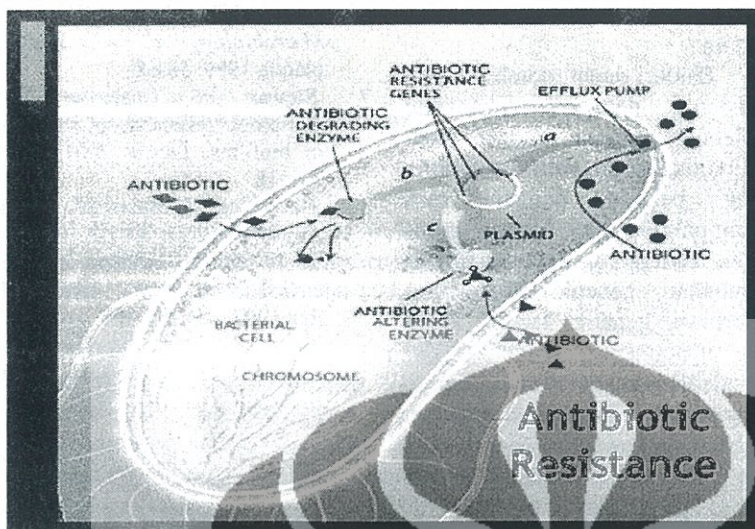 ANTIBIOTIC
RESISTANCE
GENES
EFFLUX PUMP
ANTIBIOTIC
DEGRADING
ENZYME
a
b
ANTIBIOTIC
c
PLASMID
ANTIBIOTIC
ANTIBIOTIC
ALTERING
ENZYME
ANTIBIOTIC
BACTERIAL
CELL
CHROMOSOME
Antibiotic
Resistance